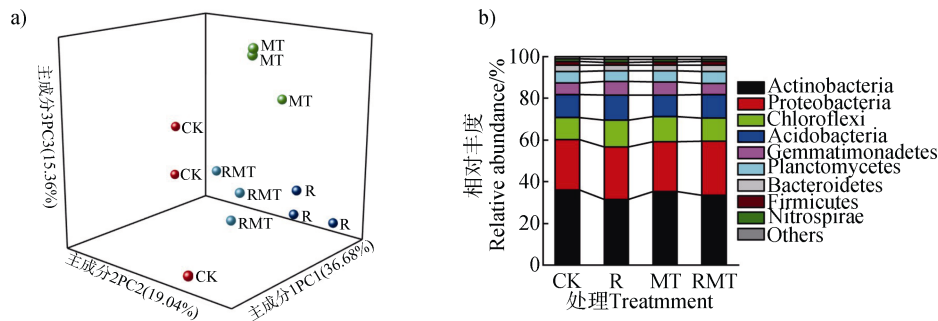 a)
主成分3PC3(15.36%)
主成分2PC2(19.04%)
主成分1PC1(36.68%)
MT
MT
MT
CK
CK
RMT
RMT
R
RMT
R
R
CK
b)
相对丰度
Relative abundance/%
100
80
60
40
20
0
CK R MT RMT
处理Treatmment
Actinobacteria
Proteobacteria
Chloroflexi
Acidobacteria
Gemmatimonadetes
Planctomycetes
Bacteroidetes
Firmicutes
Nitrospirae
Others